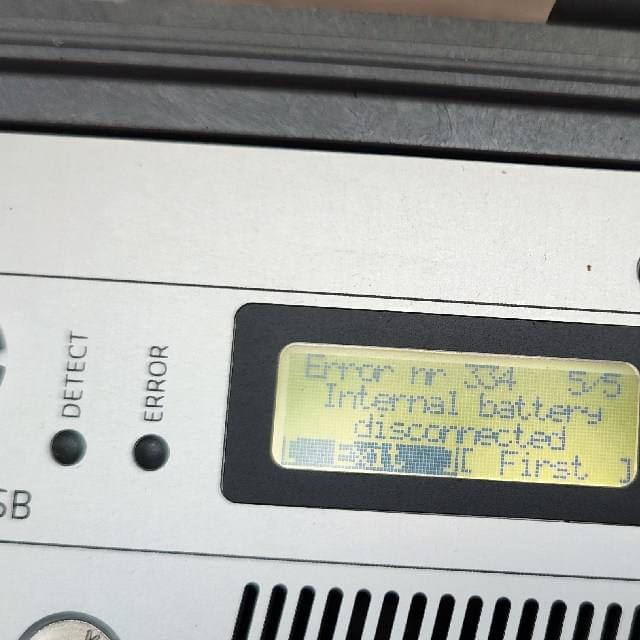 DETECT
ERROR
Error nr 334 5/5
Internal battery
disconnected
[ Exit ][ First ]
SB